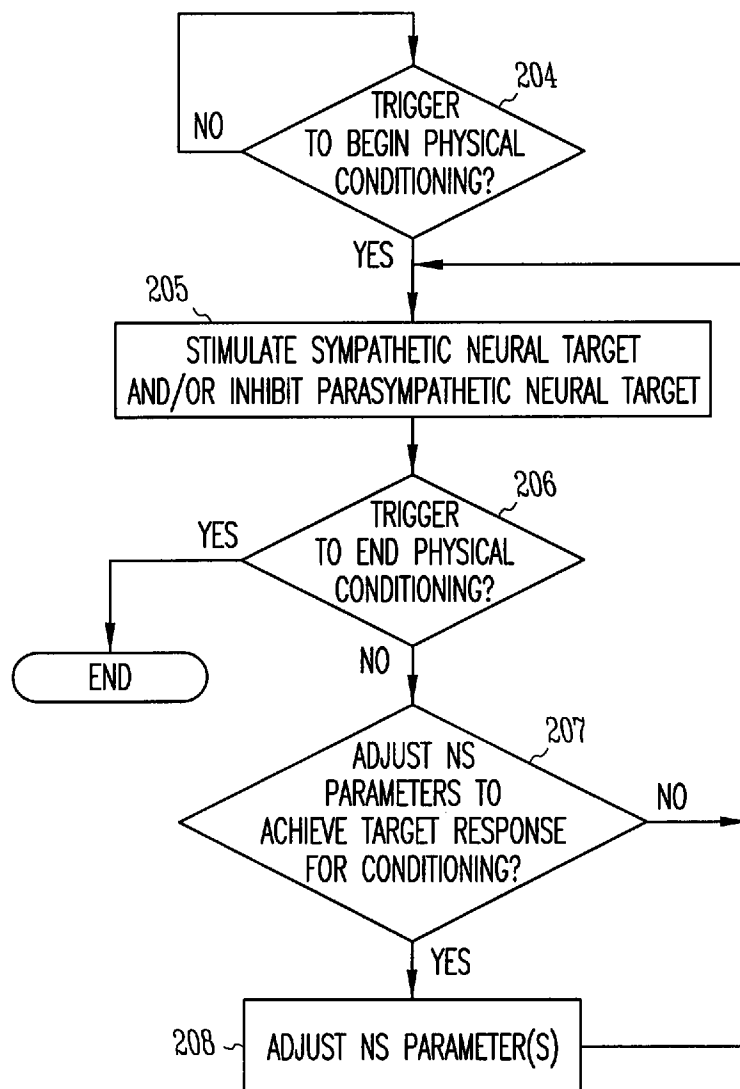 204
TRIGGER
TO BEGIN PHYSICAL
CONDITIONING?
NO
YES
205
STIMULATE SYMPATHETIC NEURAL TARGET
AND/OR INHIBIT PARASYMPATHETIC NEURAL TARGET
206
TRIGGER
TO END PHYSICAL
CONDITIONING?
YES
END
NO
207
ADJUST NS
PARAMETERS TO
ACHIEVE TARGET RESPONSE
FOR CONDITIONING?
NO
YES
208
ADJUST NS PARAMETER(S)